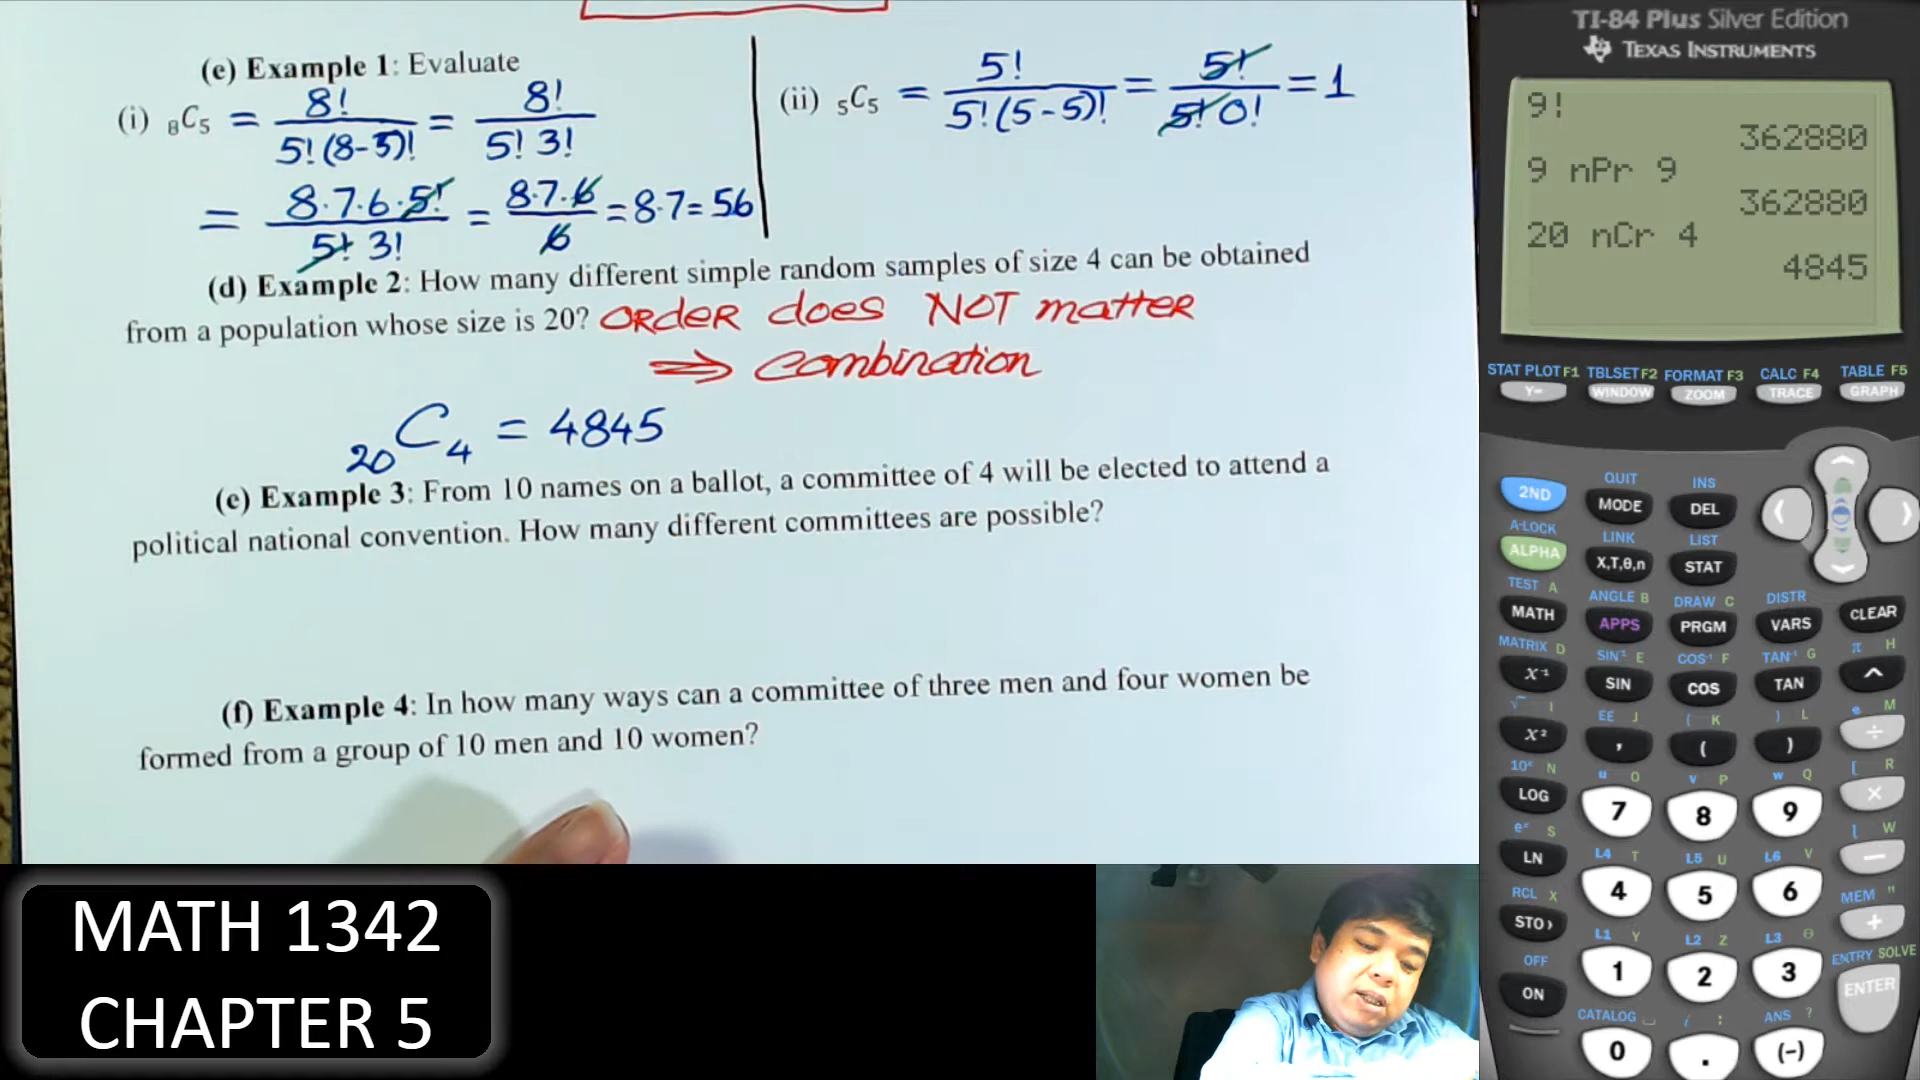 (e) Example 1: Evaluate
(i) ₈C₅ = 8! / 5!(8-5)! = 8! / 5! 3!
= 8·7·6·5! / 5! 3! = 8·7·6 / 6 = 8·7 = 56
(ii) ₅C₅ = 5! / 5!(5-5)! = 5! / 5! 0! = 1
(d) Example 2: How many different simple random samples of size 4 can be obtained
from a population whose size is 20? ORder does NOT matter
⇒ combination
₂₀C₄ = 4845
(e) Example 3: From 10 names on a ballot, a committee of 4 will be elected to attend a
political national convention. How many different committees are possible?
(f) Example 4: In how many ways can a committee of three men and four women be
formed from a group of 10 men and 10 women?
MATH 1342
CHAPTER 5
TI-84 Plus Silver Edition
TEXAS INSTRUMENTS
9!
362880
9 nPr 9
362880
20 nCr 4
4845
STAT PLOT F1 TBLSET F2 FORMAT F3 CALC F4 TABLE F5
Y= WINDOW ZOOM TRACE GRAPH
QUIT INS
2ND MODE DEL
A-LOCK LINK LIST
ALPHA X,T,θ,n STAT
TEST A ANGLE B DRAW C DISTR
MATH APPS PRGM VARS CLEAR
MATRIX D SIN⁻¹ E COS⁻¹ F TAN⁻¹ G π H
X⁻¹ SIN COS TAN ^
√ I EE J { K } L e M
X² , ( ) ÷
10ˣ N u O v P w Q [ R
LOG 7 8 9 ×
eˣ S L4 T L5 U L6 V ] W
LN 4 5 6 −
RCL X L1 Y L2 Z L3 θ MEM "
STO› 1 2 3 +
OFF CATALOG ␣ i : ANS ? ENTRY SOLVE
ON 0 . (-) ENTER